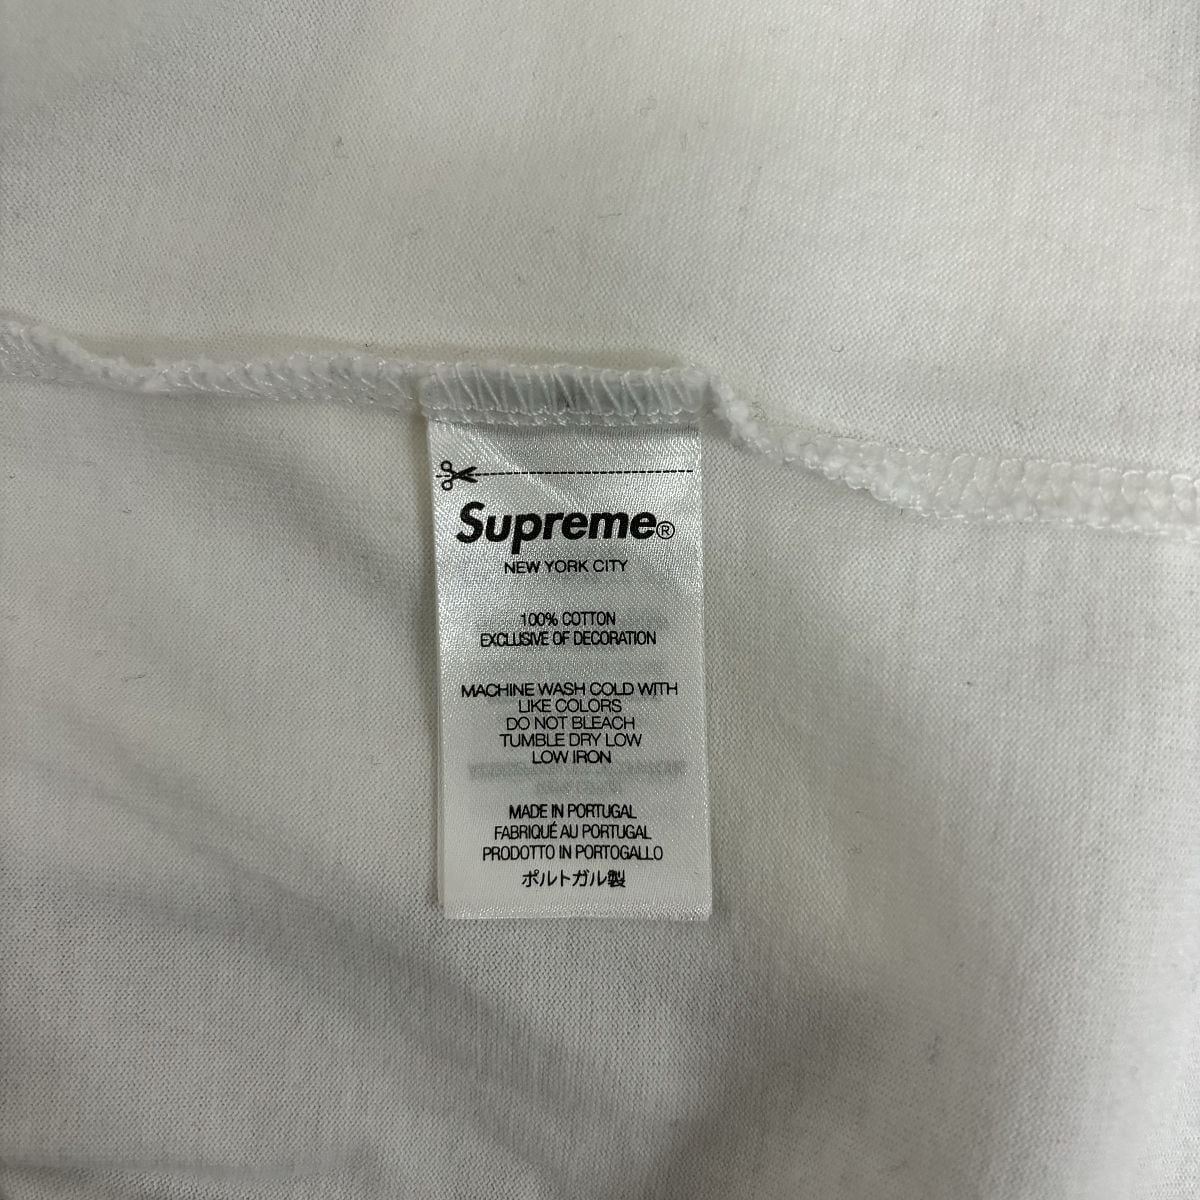 Supreme®
NEW YORK CITY
100% COTTON
EXCLUSIVE OF DECORATION
MACHINE WASH COLD WITH
LIKE COLORS
DO NOT BLEACH
TUMBLE DRY LOW
LOW IRON
MADE IN PORTUGAL
FABRIQUÉ AU PORTUGAL
PRODOTTO IN PORTOGALLO
ポルトガル製